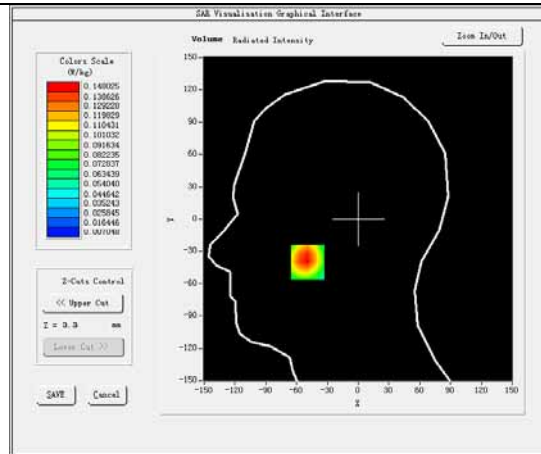 SAR Visualisation Graphical Interface
Volume Radiated Intensity
Zoom In/Out
Colors Scale
(W/kg)
0.148025
0.138626
0.129228
0.119829
0.110431
0.101032
0.091634
0.082235
0.072837
0.063439
0.054040
0.044642
0.035243
0.025845
0.016446
0.007048
150
120
90
60
30
0
-30
-60
-90
-120
-150
Y
-150 -120 -90 -60 -30 0 30 60 90 120 150
X
Z-Cuts Control
<< Upper Cut
Z = 3.3 mm
Lower Cut >>
SAVE Cancel